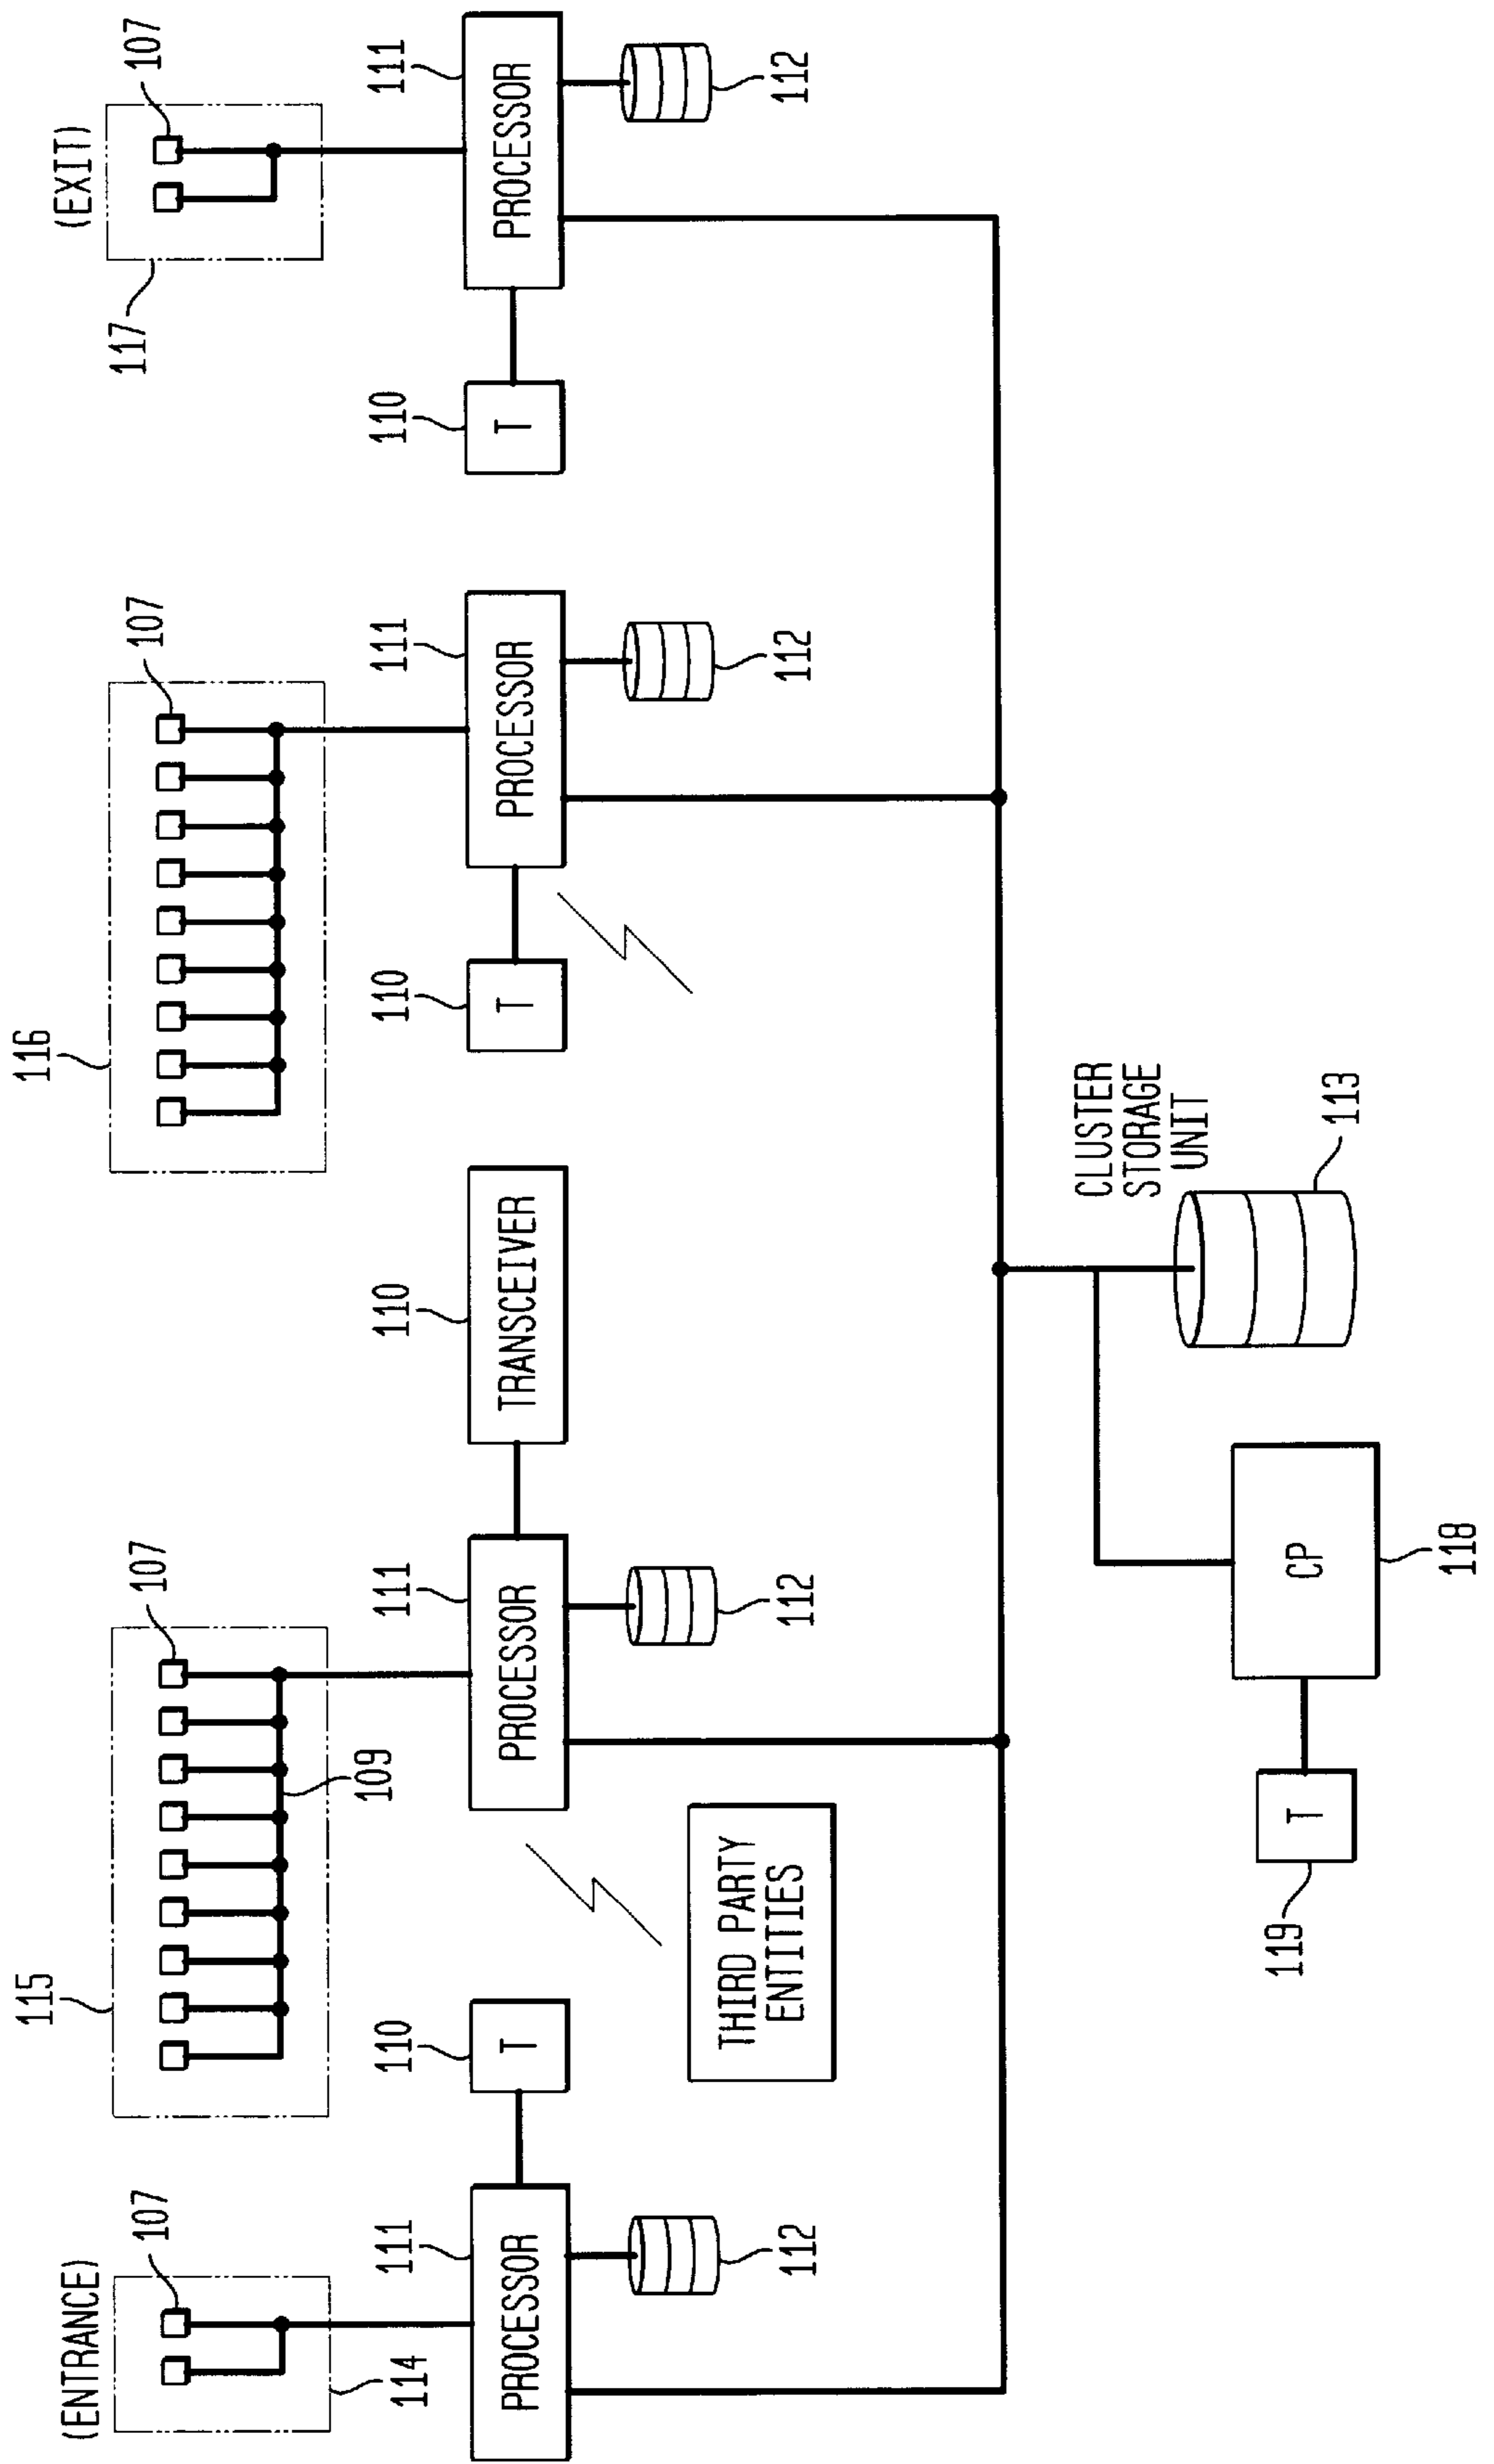 (ENTRANCE)
107
114
111
PROCESSOR
112
110
T
115
107
109
111
PROCESSOR
112
110
TRANSCEIVER
THIRD PARTY
ENTITIES
116
107
110
T
111
PROCESSOR
112
(EXIT)
107
117
110
T
111
PROCESSOR
112
CLUSTER
STORAGE
UNIT
113
CP
118
T
119